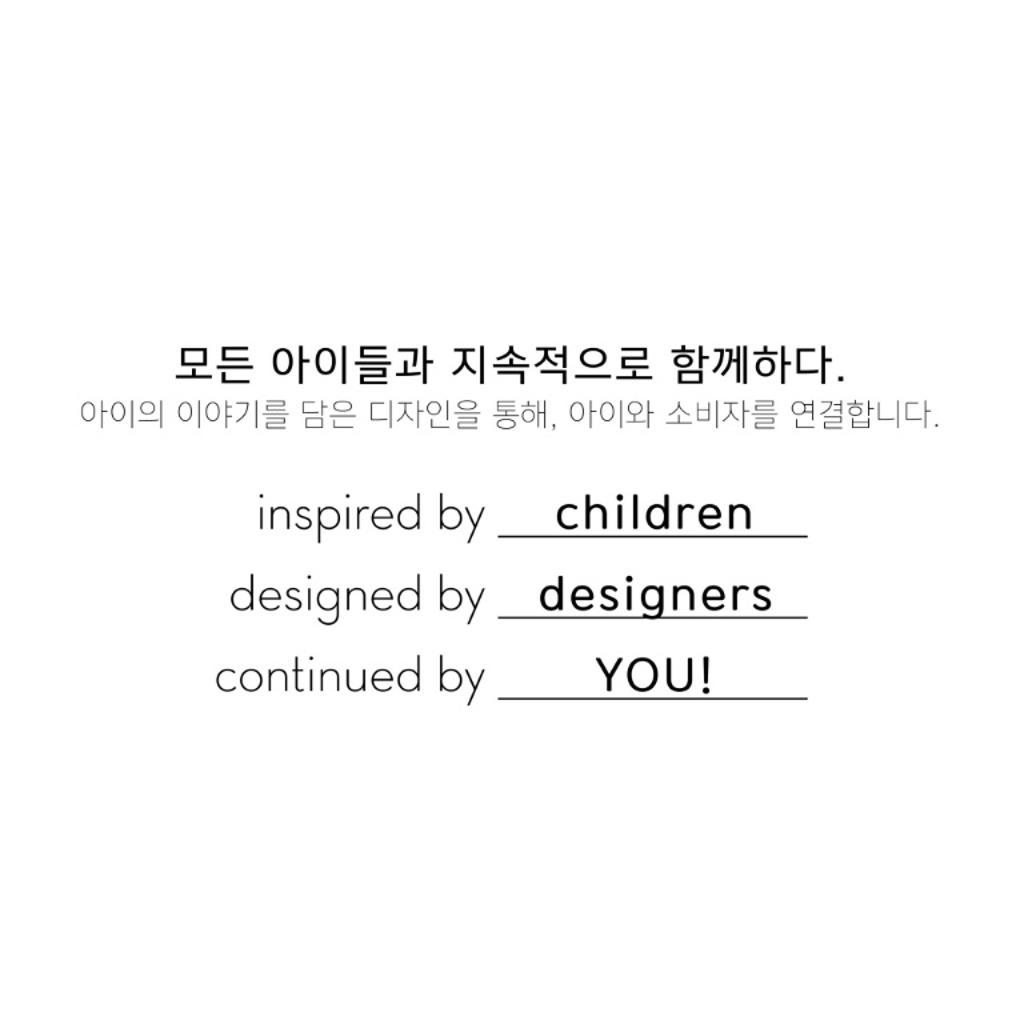 모든 아이들과 지속적으로 함께하다.
아이의 이야기를 담은 디자인을 통해, 아이와 소비자를 연결합니다.
inspired by children
designed by designers
continued by YOU!